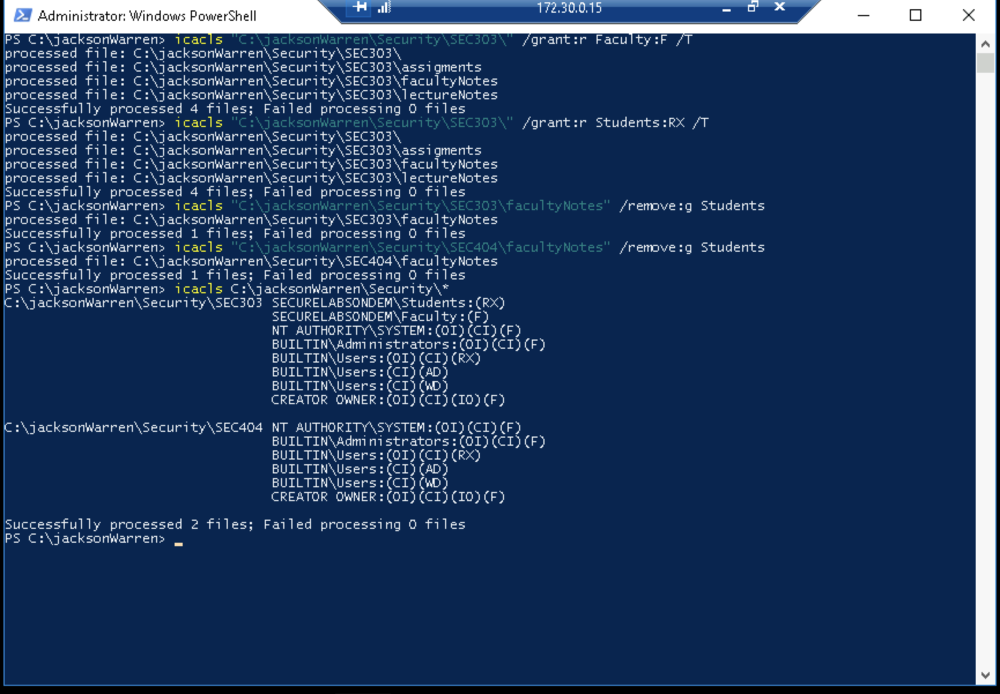 Administrator: Windows PowerShell
172.30.0.15
PS C:\jacksonWarren> icacls "C:\jacksonWarren\Security\SEC303\" /grant:r Faculty:F /T
processed file: C:\jacksonWarren\Security\SEC303\
processed file: C:\jacksonWarren\Security\SEC303\assigments
processed file: C:\jacksonWarren\Security\SEC303\facultyNotes
processed file: C:\jacksonWarren\Security\SEC303\lectureNotes
Successfully processed 4 files; Failed processing 0 files
PS C:\jacksonWarren> icacls "C:\jacksonWarren\Security\SEC303\" /grant:r Students:RX /T
processed file: C:\jacksonWarren\Security\SEC303\
processed file: C:\jacksonWarren\Security\SEC303\assigments
processed file: C:\jacksonWarren\Security\SEC303\facultyNotes
processed file: C:\jacksonWarren\Security\SEC303\lectureNotes
Successfully processed 4 files; Failed processing 0 files
PS C:\jacksonWarren> icacls "C:\jacksonWarren\Security\SEC303\facultyNotes" /remove:g Students
processed file: C:\jacksonWarren\Security\SEC303\facultyNotes
Successfully processed 1 files; Failed processing 0 files
PS C:\jacksonWarren> icacls "C:\jacksonWarren\Security\SEC404\facultyNotes" /remove:g Students
processed file: C:\jacksonWarren\Security\SEC404\facultyNotes
Successfully processed 1 files; Failed processing 0 files
PS C:\jacksonWarren> icacls C:\jacksonWarren\Security\*
C:\jacksonWarren\Security\SEC303 SECURELABSONDEM\Students:(RX)
SECURELABSONDEM\Faculty:(F)
NT AUTHORITY\SYSTEM:(OI)(CI)(F)
BUILTIN\Administrators:(OI)(CI)(F)
BUILTIN\Users:(OI)(CI)(RX)
BUILTIN\Users:(CI)(AD)
BUILTIN\Users:(CI)(WD)
CREATOR OWNER:(OI)(CI)(IO)(F)
C:\jacksonWarren\Security\SEC404 NT AUTHORITY\SYSTEM:(OI)(CI)(F)
BUILTIN\Administrators:(OI)(CI)(F)
BUILTIN\Users:(OI)(CI)(RX)
BUILTIN\Users:(CI)(AD)
BUILTIN\Users:(CI)(WD)
CREATOR OWNER:(OI)(CI)(IO)(F)
Successfully processed 2 files; Failed processing 0 files
PS C:\jacksonWarren>